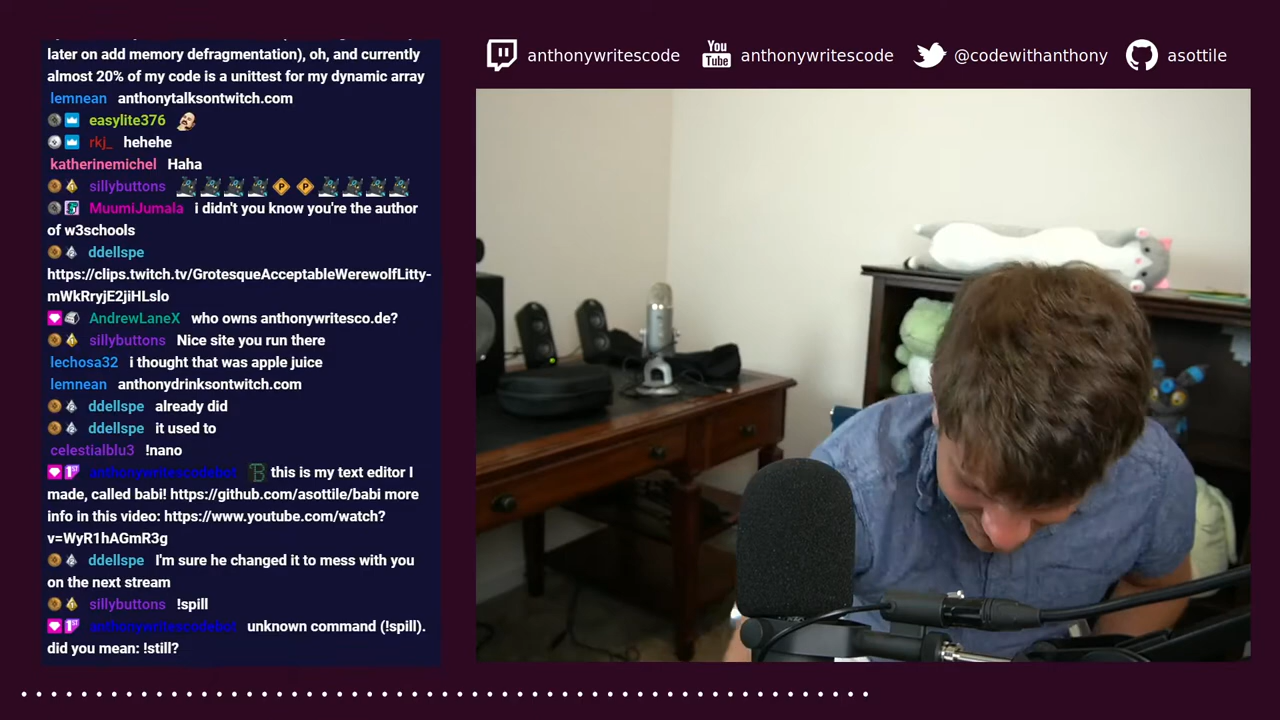 later on add memory defragmentation), oh, and currently
almost 20% of my code is a unittest for my dynamic array
lemnean anthonytalksontwitch.com
easylite376
rkj_ hehehe
katherinemichel Haha
sillybuttons
MuumiJumala i didn't you know you're the author
of w3schools
ddellspe
https://clips.twitch.tv/GrotesqueAcceptableWerewolfLitty-
mWkRryjE2jiHLslo
AndrewLaneX who owns anthonywritesco.de?
sillybuttons Nice site you run there
lechosa32 i thought that was apple juice
lemnean anthonydrinksontwitch.com
ddellspe already did
ddellspe it used to
celestialblu3 !nano
anthonywritescodebot this is my text editor I
made, called babi! https://github.com/asottile/babi more
info in this video: https://www.youtube.com/watch?
v=WyR1hAGmR3g
ddellspe I'm sure he changed it to mess with you
on the next stream
sillybuttons !spill
anthonywritescodebot unknown command (!spill).
did you mean: !still?
anthonywritescode
You Tube anthonywritescode
@codewithanthony
asottile